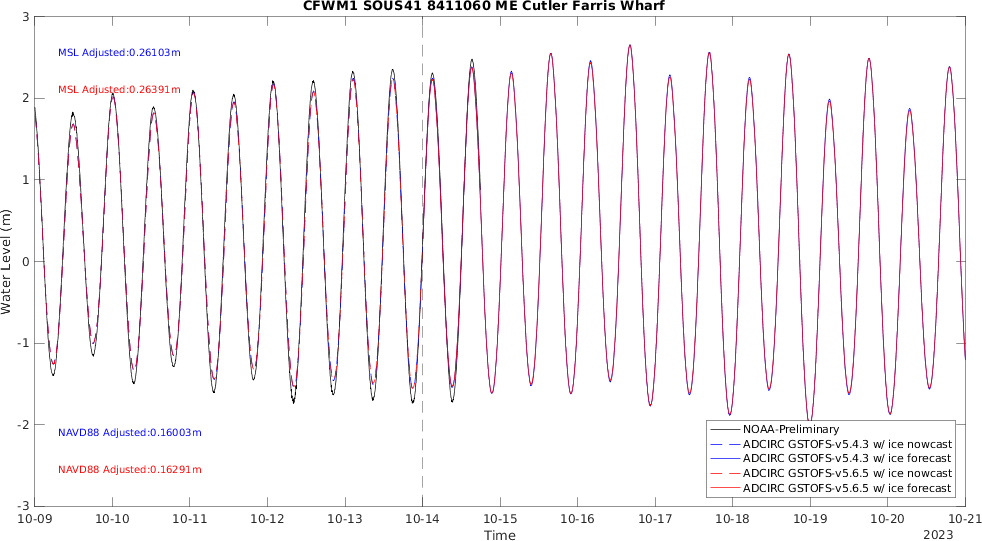 CFWM1 SOUS41 8411060 ME Cutler Farris Wharf
3
MSL Adjusted:0.26103m
MSL Adjusted:0.26391m
2
1
Water Level (m)
0
-1
-2
NAVD88 Adjusted:0.16003m
NAVD88 Adjusted:0.16291m
NOAA-Preliminary
ADCIRC GSTOFS-v5.4.3 w/ ice nowcast
ADCIRC GSTOFS-v5.4.3 w/ ice forecast
ADCIRC GSTOFS-v5.6.5 w/ ice nowcast
ADCIRC GSTOFS-v5.6.5 w/ ice forecast
-3
10-09 10-10 10-11 10-12 10-13 10-14 10-15 10-16 10-17 10-18 10-19 10-20 10-21
Time 2023